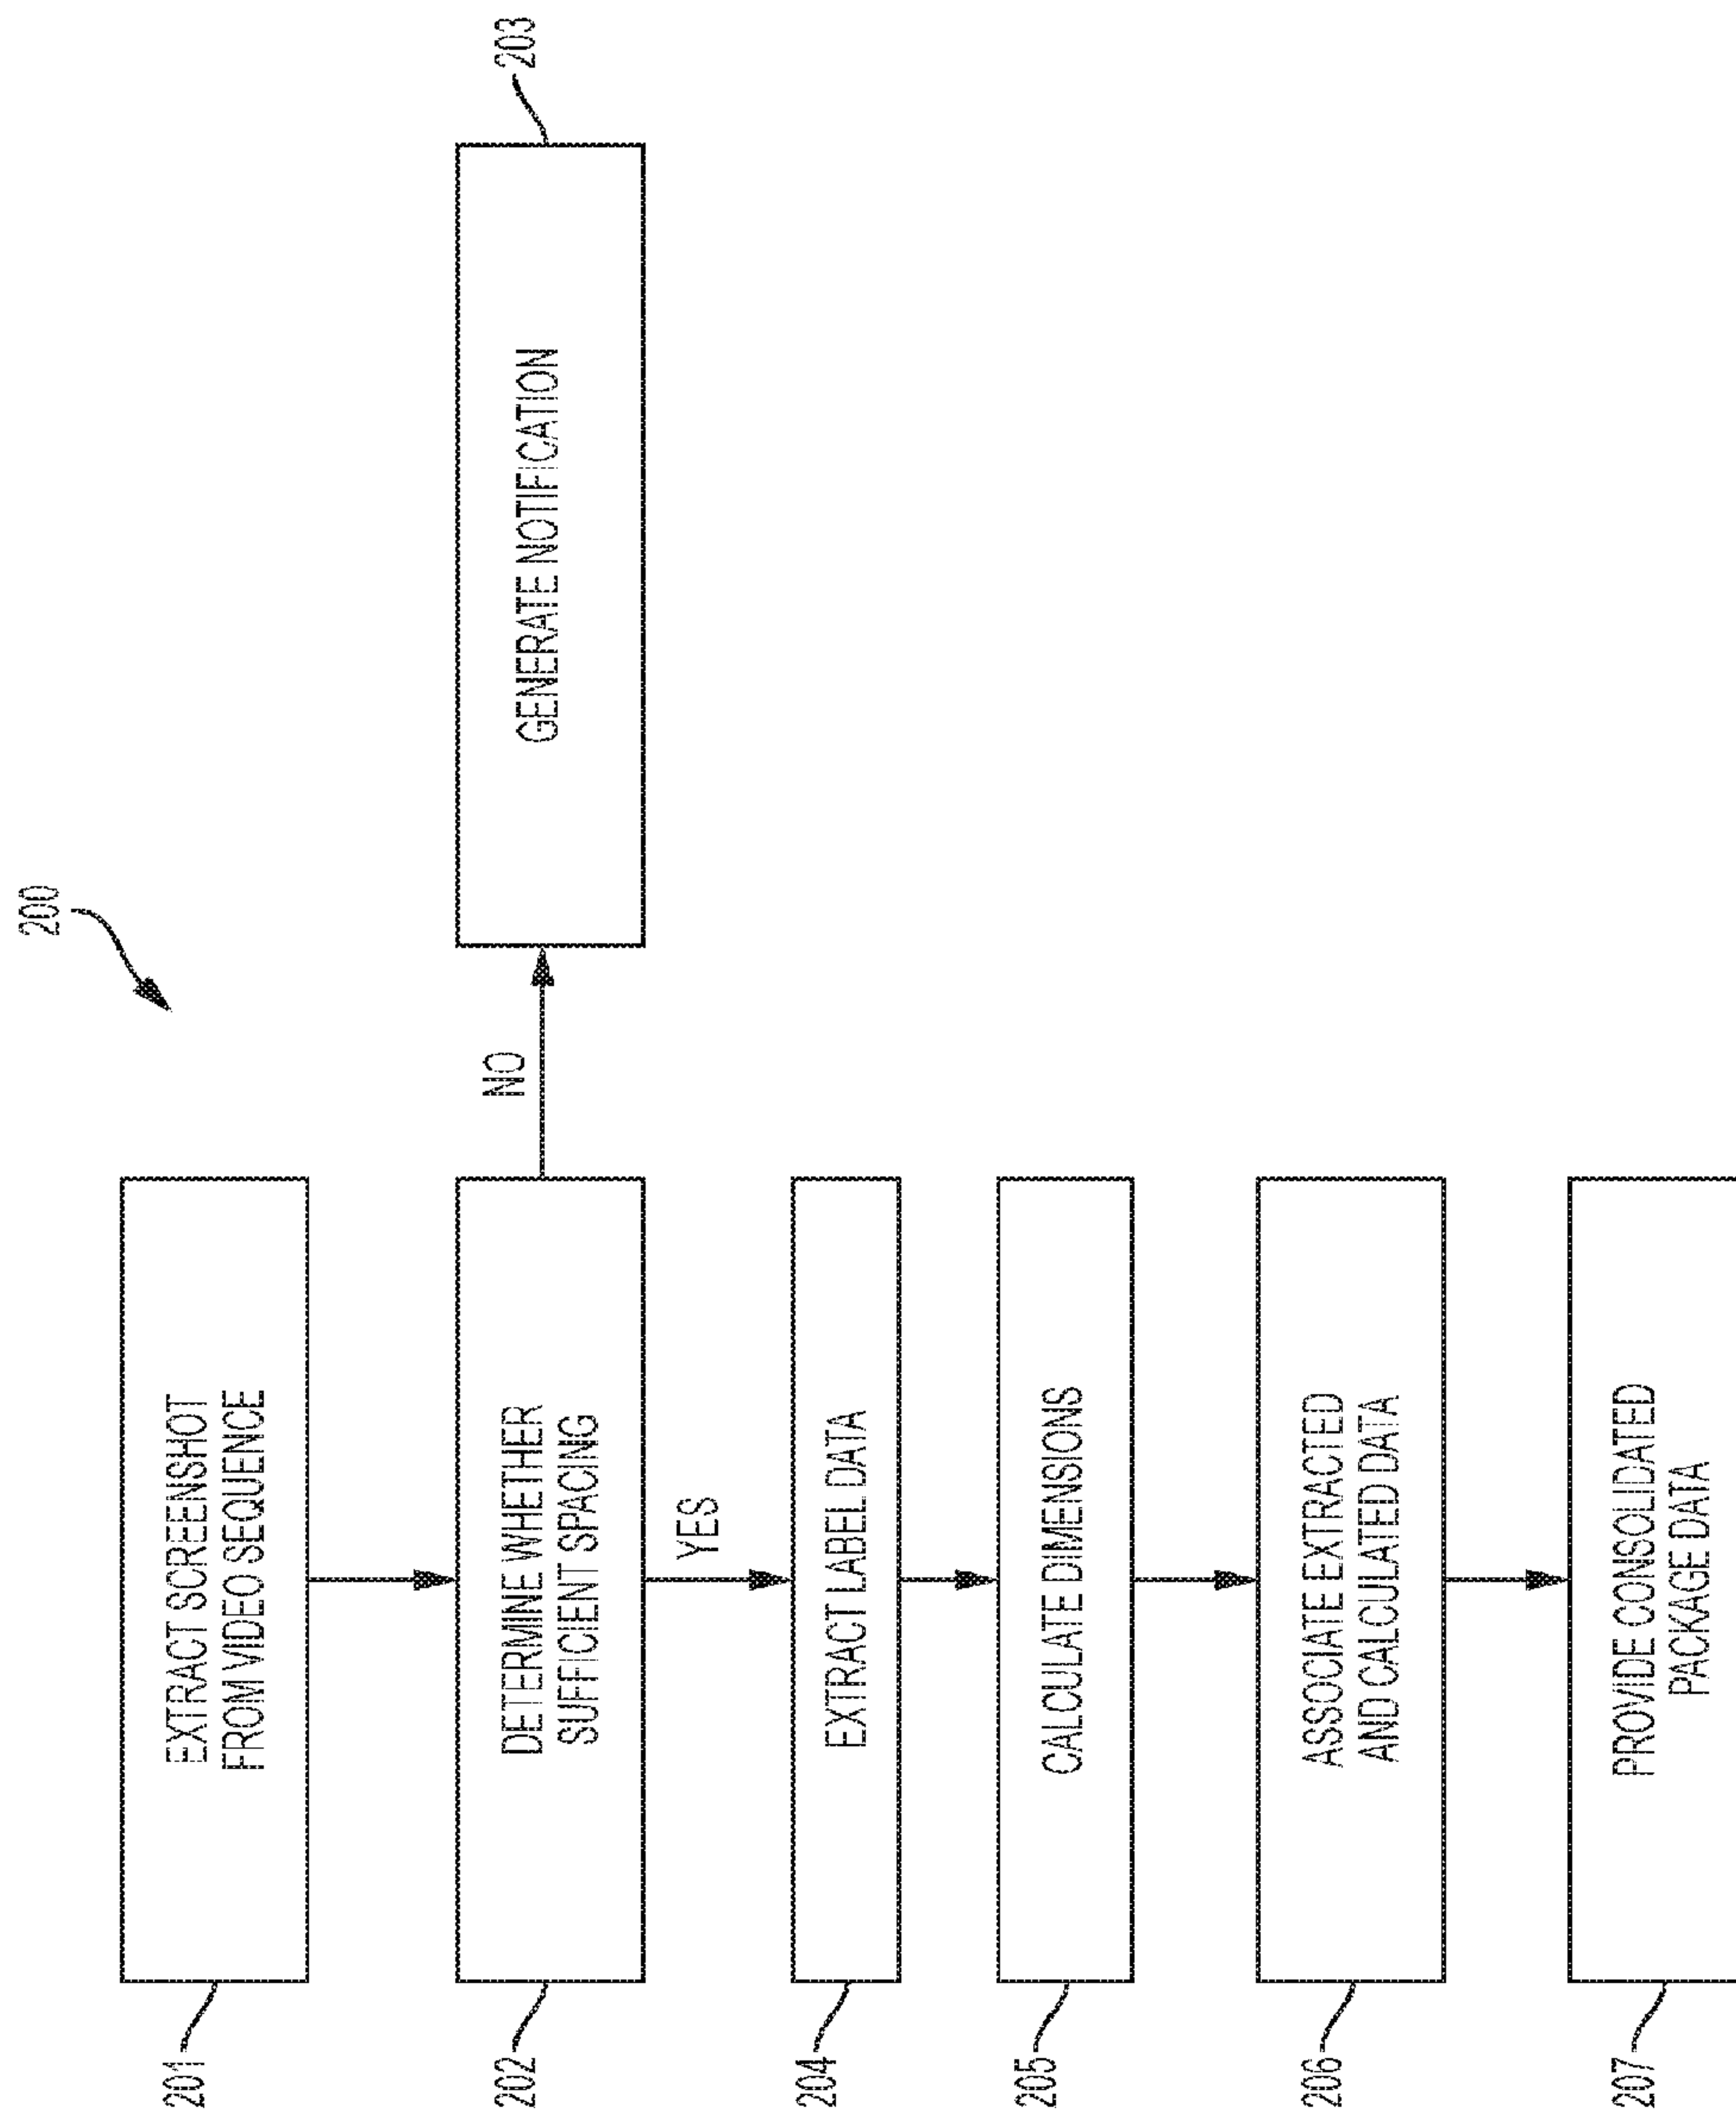 200
201
EXTRACT SCREENSHOT
FROM VIDEO SEQUENCE
202
DETERMINE WHETHER
SUFFICIENT SPACING
NO
GENERATE NOTIFICATION
203
YES
204
EXTRACT LABEL DATA
205
CALCULATE DIMENSIONS
206
ASSOCIATE EXTRACTED
AND CALCULATED DATA
207
PROVIDE CONSOLIDATED
PACKAGE DATA